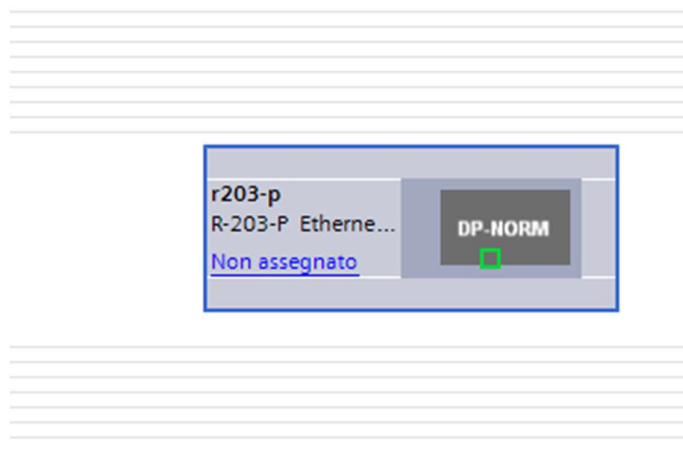 r203-p
R-203-P Etherne...
DP-NORM
Non assegnato